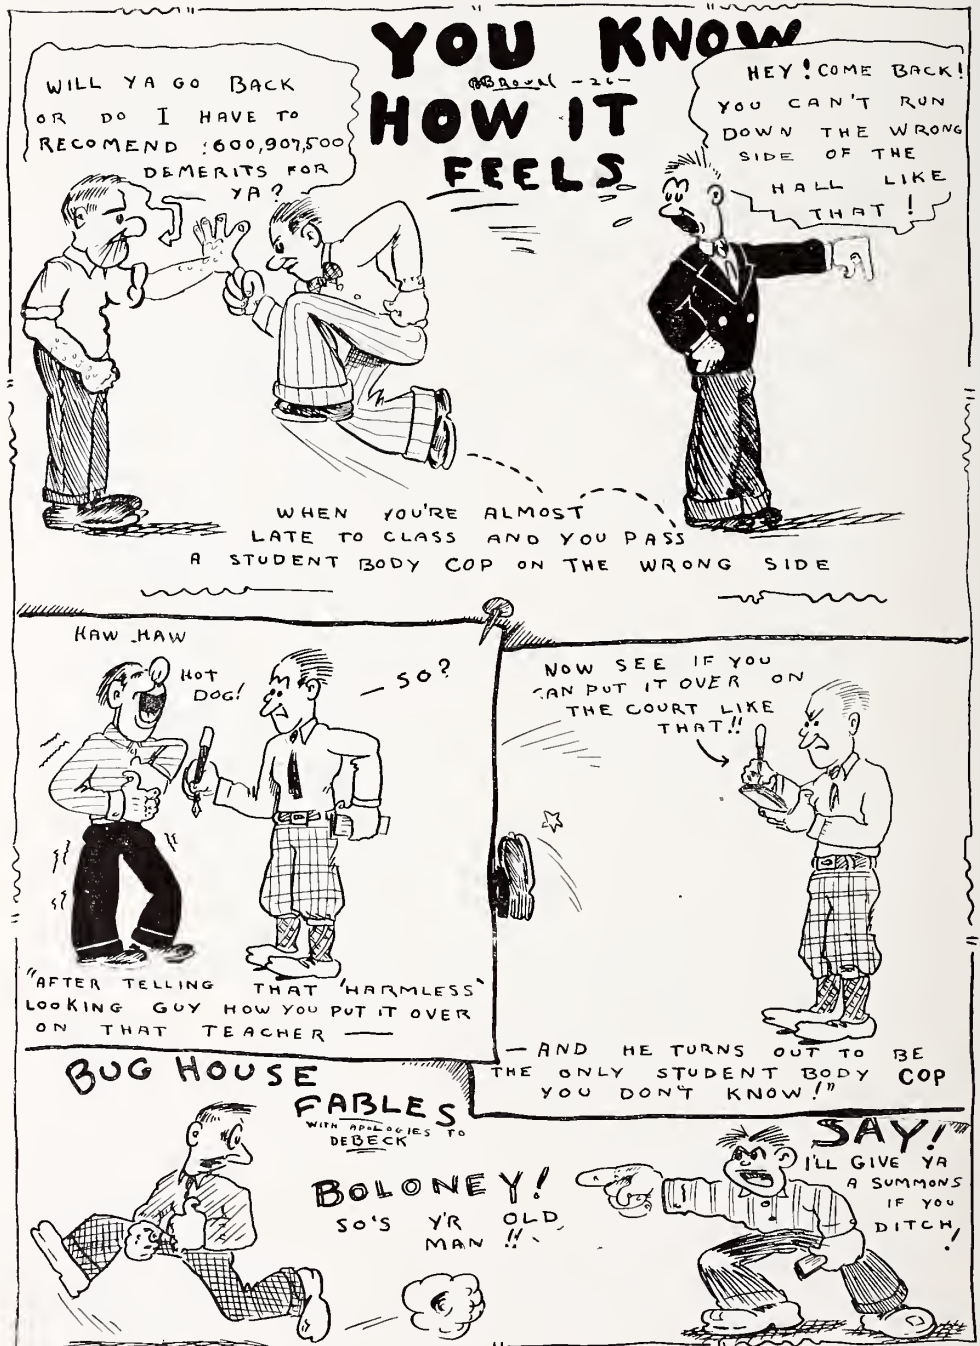 YOU KNOW
HOW IT
FEELS
-26-
WILL YA GO BACK
OR DO I HAVE TO
RECOMEND :600,907,500
DEMERITS FOR
YA?
HEY! COME BACK!
YOU CAN'T RUN
DOWN THE WRONG
SIDE OF THE
HALL LIKE
THAT!
WHEN YOU'RE ALMOST
LATE TO CLASS AND YOU PASS
A STUDENT BODY COP ON THE WRONG SIDE
HAW HAW
HOT
DOG!
— SO?
"AFTER TELLING THAT 'HARMLESS'
LOOKING GUY HOW YOU PUT IT OVER
ON THAT TEACHER —
NOW SEE IF YOU
CAN PUT IT OVER ON
THE COURT LIKE
THAT!!
— AND HE TURNS OUT TO BE
THE ONLY STUDENT BODY COP
YOU DON'T KNOW!"
BUG HOUSE
FABLES
WITH APOLOGIES TO
DEBECK
BOLONEY!
SO'S Y'R OLD
MAN !!
SAY!
I'LL GIVE YA
A SUMMONS
IF YOU
DITCH!